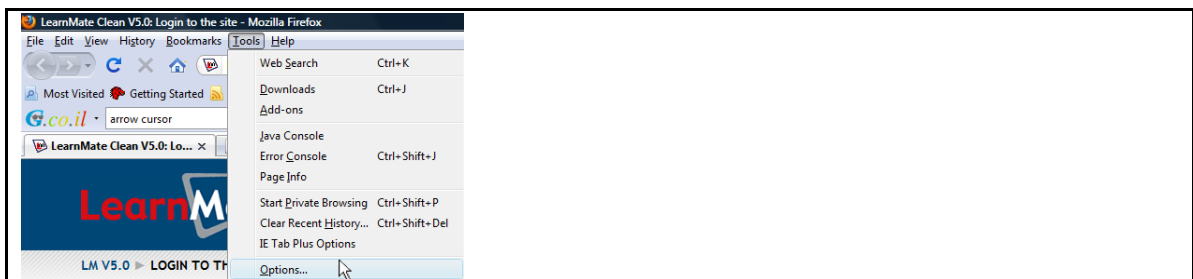 LearnMate Clean V5.0: Login to the site - Mozilla Firefox
File Edit View History Bookmarks Tools Help
Web Search Ctrl+K
Most Visited Getting Started
Downloads Ctrl+J
Add-ons
G.co.il arrow cursor
Java Console
LearnMate Clean V5.0: Lo...
Error Console Ctrl+Shift+J
Page Info
Start Private Browsing Ctrl+Shift+P
LearnM
Clear Recent History... Ctrl+Shift+Del
IE Tab Plus Options
LM V5.0 ► LOGIN TO TH
Options...